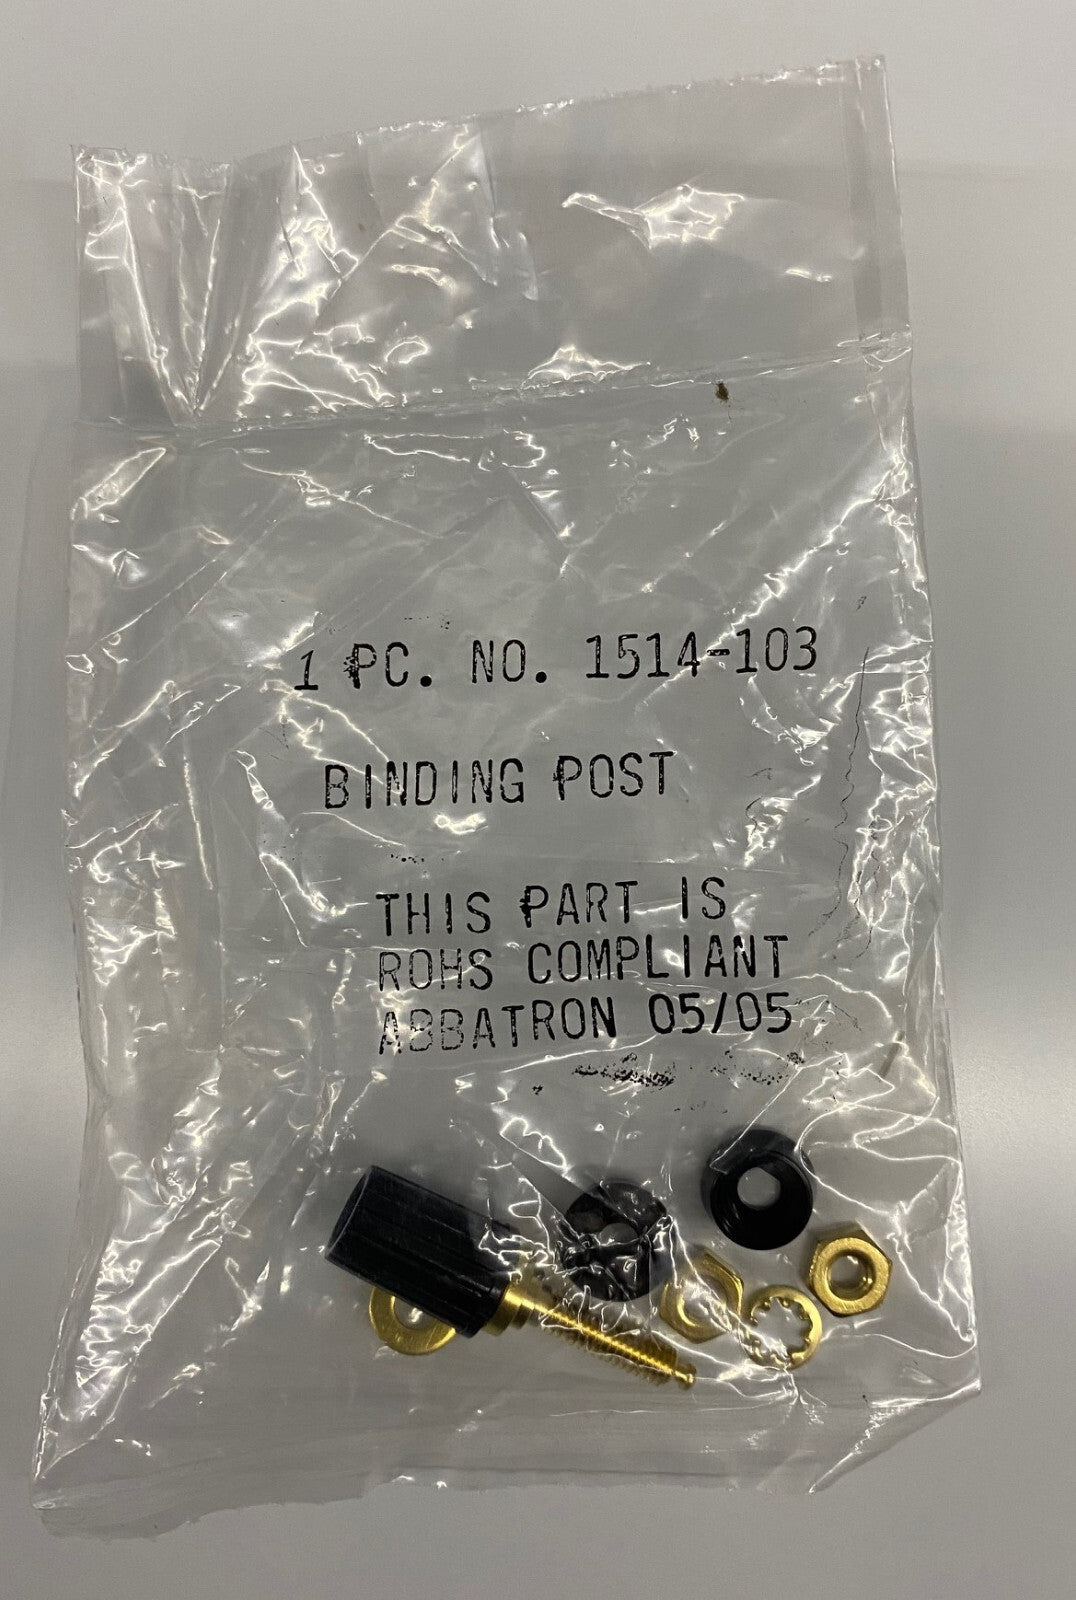 1 PC. NO. 1514-103
BINDING POST
THIS PART IS
ROHS COMPLIANT
ABBATRON 05/05